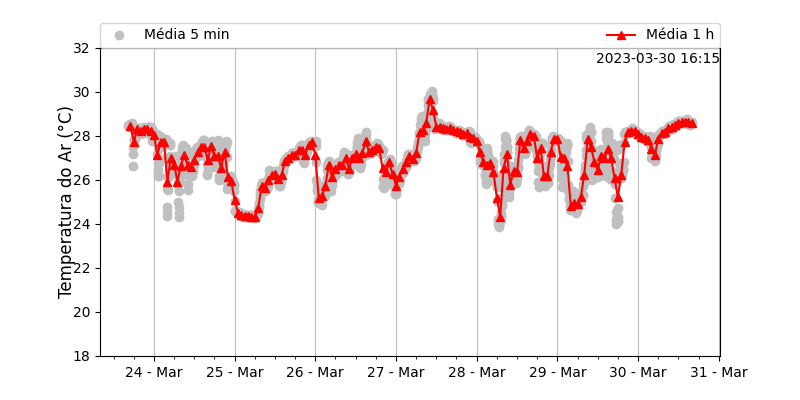 Média 5 min
Média 1 h
2023-03-30 16:15
Temperatura do Ar (°C)
32
30
28
26
24
22
20
18
24 - Mar
25 - Mar
26 - Mar
27 - Mar
28 - Mar
29 - Mar
30 - Mar
31 - Mar